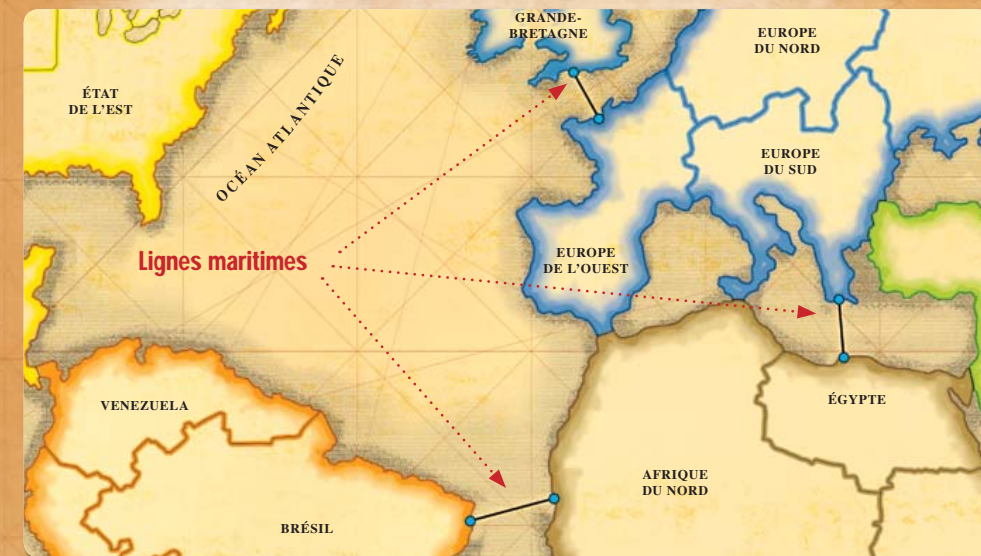 GRANDE-
BRETAGNE
EUROPE
DU NORD
ÉTAT
DE L'EST
OCÉAN ATLANTIQUE
EUROPE
DU SUD
Lignes maritimes
EUROPE
DE L'OUEST
VENEZUELA
ÉGYPTE
AFRIQUE
DU NORD
BRÉSIL